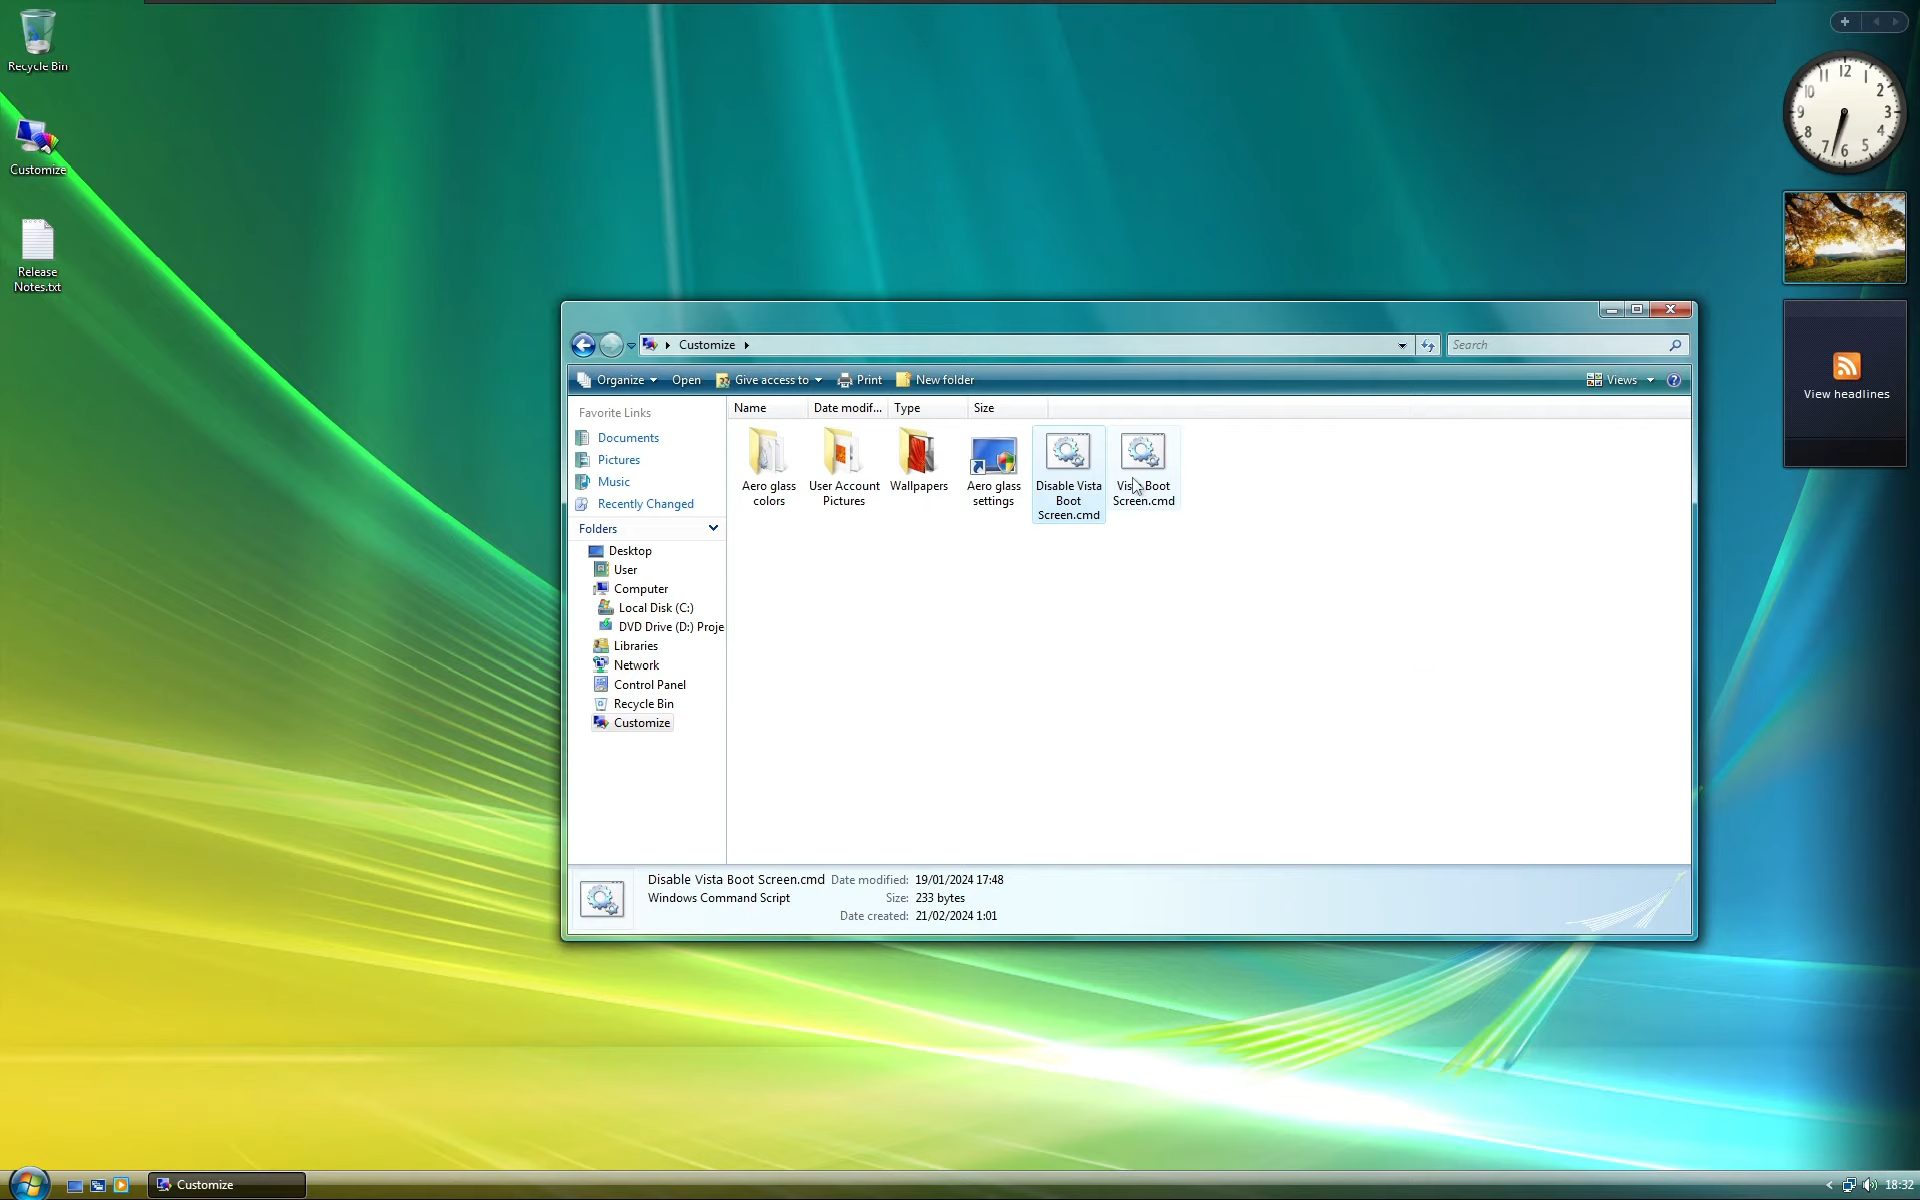 Recycle Bin
Customize
Release
Notes.txt
Customize
Search
Organize
Open
Give access to
Print
New folder
Views
Favorite Links
Documents
Pictures
Music
Recently Changed
Folders
Desktop
User
Computer
Local Disk (C:)
DVD Drive (D:) Proje
Libraries
Network
Control Panel
Recycle Bin
Customize
Name
Date modif...
Type
Size
Aero glass
colors
User Account
Pictures
Wallpapers
Aero glass
settings
Disable Vista
Boot
Screen.cmd
Boot
Screen.cmd
Disable Vista Boot Screen.cmd
Date modified: 19/01/2024 17:48
Windows Command Script
Size: 233 bytes
Date created: 21/02/2024 1:01
12
1
2
3
4
5
6
7
8
9
10
11
View headlines
Customize
18:32